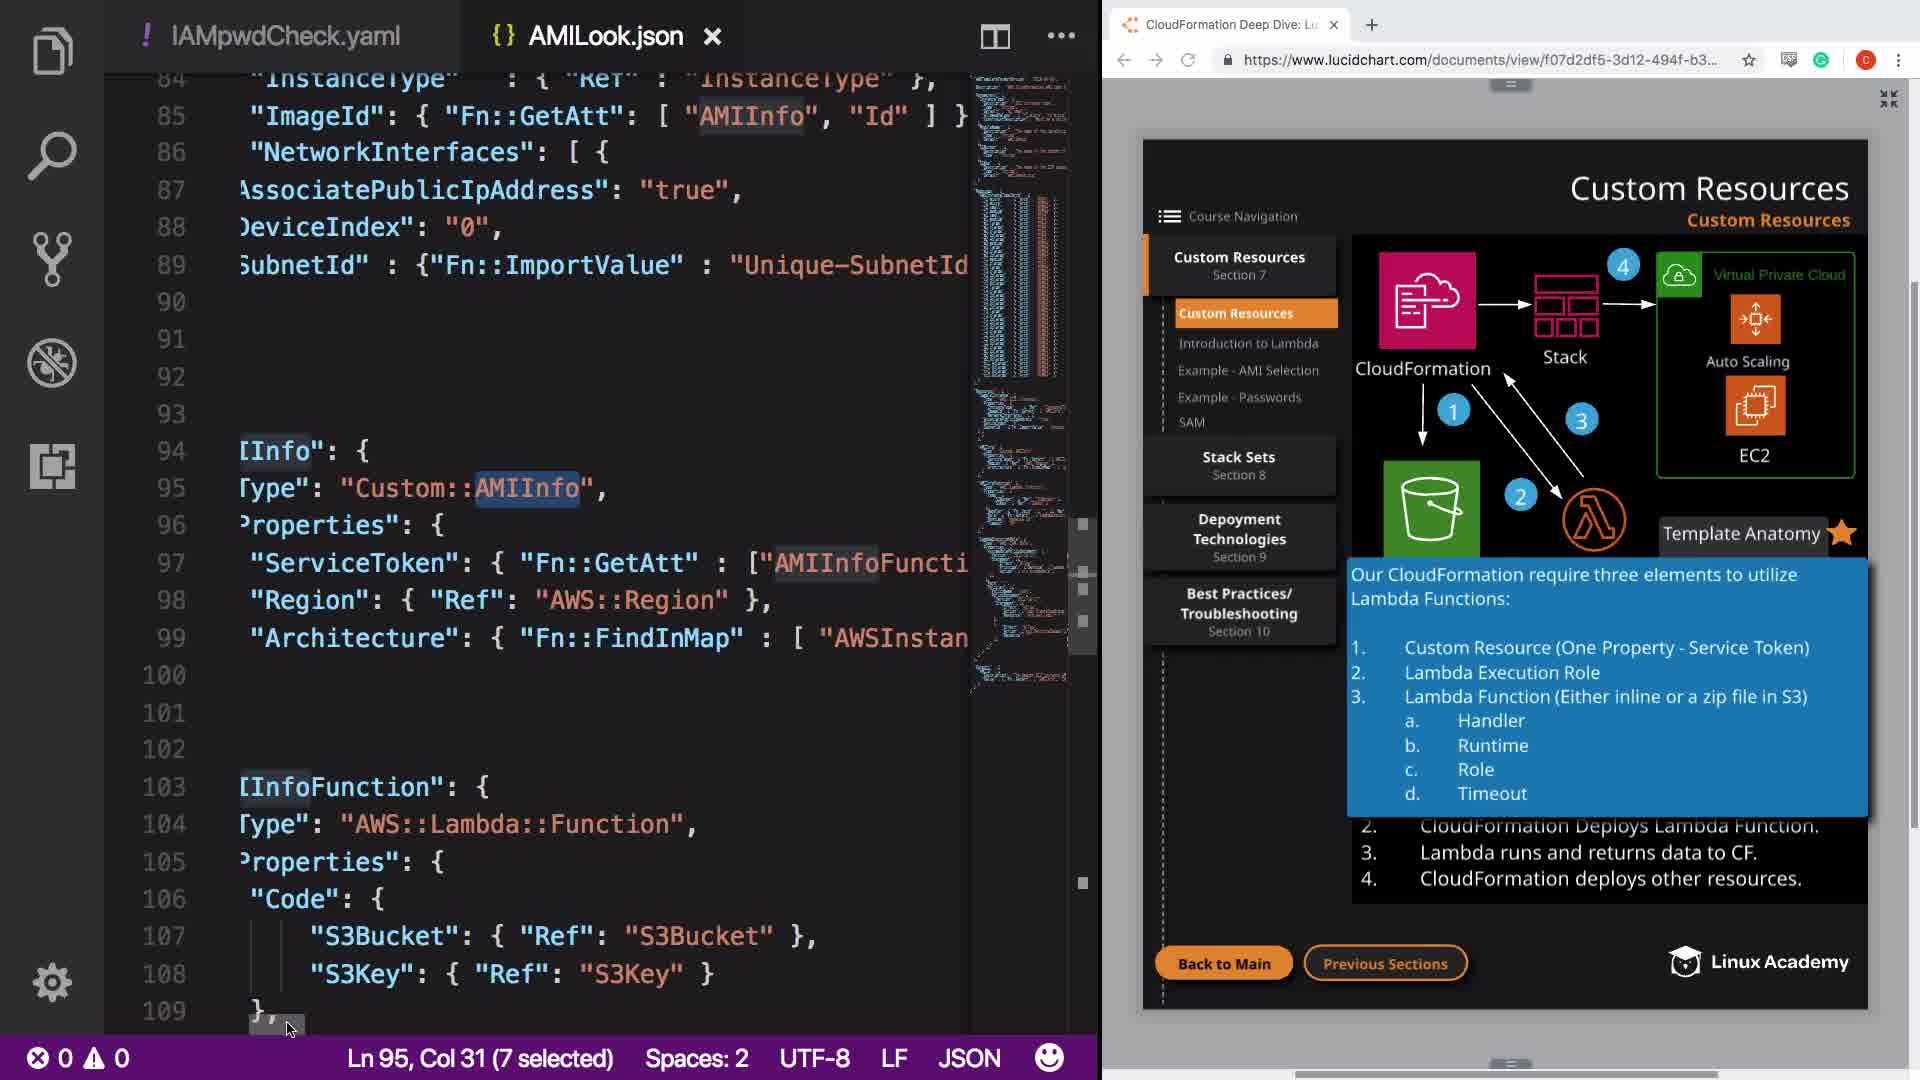 IAMpwdCheck.yaml
AMILook.json
84 "InstanceType" : { "Ref" : "InstanceType" },
85 "ImageId": { "Fn::GetAtt": [ "AMIInfo", "Id" ] }
86 "NetworkInterfaces": [ {
87 AssociatePublicIpAddress": "true",
88 DeviceIndex": "0",
89 SubnetId" : {"Fn::ImportValue" : "Unique-SubnetId
90
91
92
93
94 IInfo": {
95 Type": "Custom::AMIInfo",
96 Properties": {
97 "ServiceToken": { "Fn::GetAtt" : ["AMIInfoFuncti
98 "Region": { "Ref": "AWS::Region" },
99 "Architecture": { "Fn::FindInMap" : [ "AWSInstan
100
101
102
103 IInfoFunction": {
104 Type": "AWS::Lambda::Function",
105 Properties": {
106 "Code": {
107 "S3Bucket": { "Ref": "S3Bucket" },
108 "S3Key": { "Ref": "S3Key" }
109 },
0 0 Ln 95, Col 31 (7 selected) Spaces: 2 UTF-8 LF JSON
CloudFormation Deep Dive: Lu
https://www.lucidchart.com/documents/view/f07d2df5-3d12-494f-b3...
C
Custom Resources
Custom Resources
Course Navigation
Custom Resources
Section 7
Custom Resources
Introduction to Lambda
Example - AMI Selection
Example - Passwords
SAM
Stack Sets
Section 8
Depoyment
Technologies
Section 9
Best Practices/
Troubleshooting
Section 10
CloudFormation
Stack
4
Virtual Private Cloud
Auto Scaling
EC2
1
3
2
Template Anatomy
Our CloudFormation require three elements to utilize
Lambda Functions:
1. Custom Resource (One Property - Service Token)
2. Lambda Execution Role
3. Lambda Function (Either inline or a zip file in S3)
a. Handler
b. Runtime
c. Role
d. Timeout
2. CloudFormation Deploys Lambda Function.
3. Lambda runs and returns data to CF.
4. CloudFormation deploys other resources.
Back to Main
Previous Sections
Linux Academy